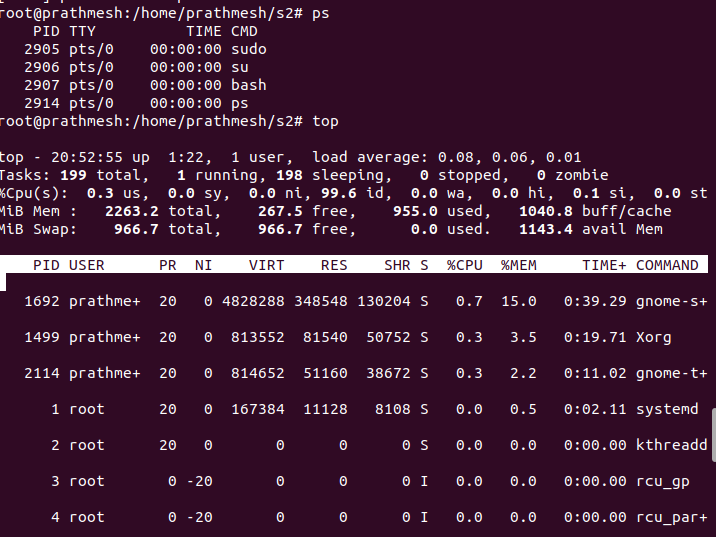 root@prathmesh:/home/prathmesh/s2# ps
PID TTY TIME CMD
2905 pts/0 00:00:00 sudo
2906 pts/0 00:00:00 su
2907 pts/0 00:00:00 bash
2914 pts/0 00:00:00 ps
root@prathmesh:/home/prathmesh/s2# top
top - 20:52:55 up 1:22, 1 user, load average: 0.08, 0.06, 0.01
Tasks: 199 total, 1 running, 198 sleeping, 0 stopped, 0 zombie
%Cpu(s): 0.3 us, 0.0 sy, 0.0 ni, 99.6 id, 0.0 wa, 0.0 hi, 0.1 si, 0.0 st
MiB Mem : 2263.2 total, 267.5 free, 955.0 used, 1040.8 buff/cache
MiB Swap: 966.7 total, 966.7 free, 0.0 used. 1143.4 avail Mem
PID USER PR NI VIRT RES SHR S %CPU %MEM TIME+ COMMAND
1692 prathme+ 20 0 4828288 348548 130204 S 0.7 15.0 0:39.29 gnome-s+
1499 prathme+ 20 0 813552 81540 50752 S 0.3 3.5 0:19.71 Xorg
2114 prathme+ 20 0 814652 51160 38672 S 0.3 2.2 0:11.02 gnome-t+
1 root 20 0 167384 11128 8108 S 0.0 0.5 0:02.11 systemd
2 root 20 0 0 0 0 S 0.0 0.0 0:00.00 kthreadd
3 root 0 -20 0 0 0 I 0.0 0.0 0:00.00 rcu_gp
4 root 0 -20 0 0 0 I 0.0 0.0 0:00.00 rcu_par+